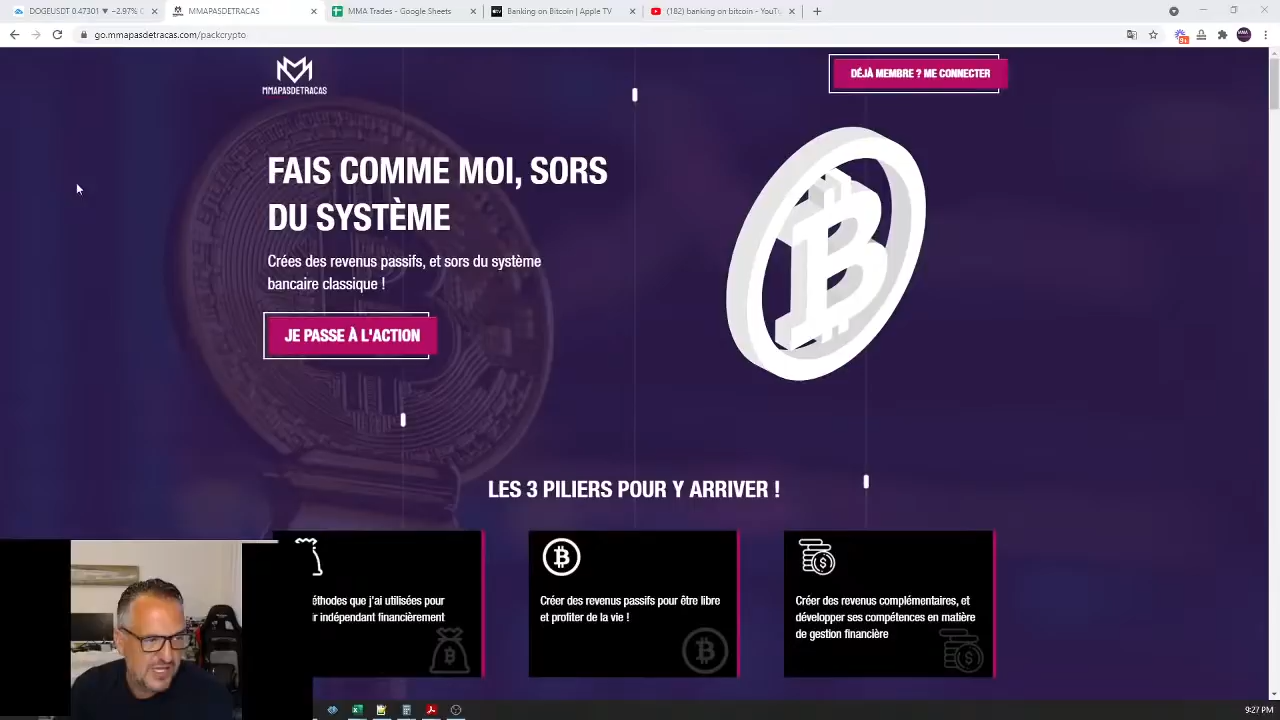 DOGEUSDT 0.47301 ▼ -2.97% C
MMAPASDETRACAS
MMA Trades - Google Sheets
Banking on Bitcoin | Apple TV
(182) banking on bitcoin - YouT
go.mmapasdetracas.com/packcrypto
MMAPASDETRACAS
DÉJÀ MEMBRE ? ME CONNECTER
FAIS COMME MOI, SORS
DU SYSTÈME
Crées des revenus passifs, et sors du système
bancaire classique !
JE PASSE À L'ACTION
LES 3 PILIERS POUR Y ARRIVER !
éthodes que j'ai utilisées pour
ir indépendant financièrement
Créer des revenus passifs pour être libre
et profiter de la vie !
Créer des revenus complémentaires, et
développer ses compétences en matière
de gestion financière
9:27 PM